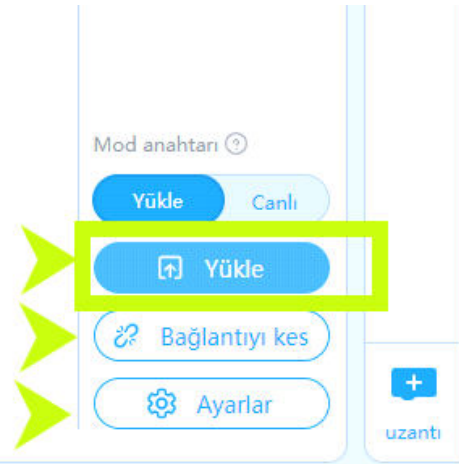 Mod anahtarı ?
Yükle Canlı
Yükle
Bağlantıyı kes
Ayarlar
uzantı